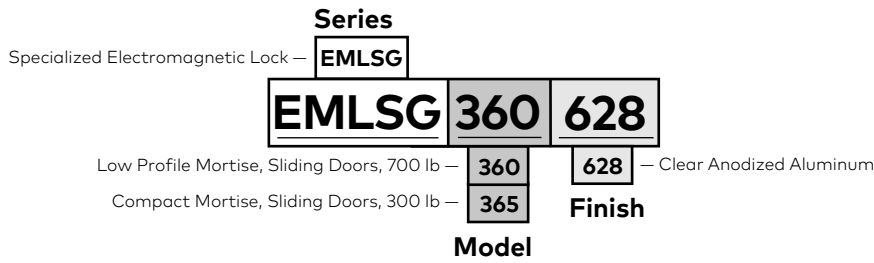 Series
Specialized Electromagnetic Lock — EMLSG
EMLSG 360 628
Low Profile Mortise, Sliding Doors, 700 lb — 360 628 — Clear Anodized Aluminum
Compact Mortise, Sliding Doors, 300 lb — 365 Finish
Model